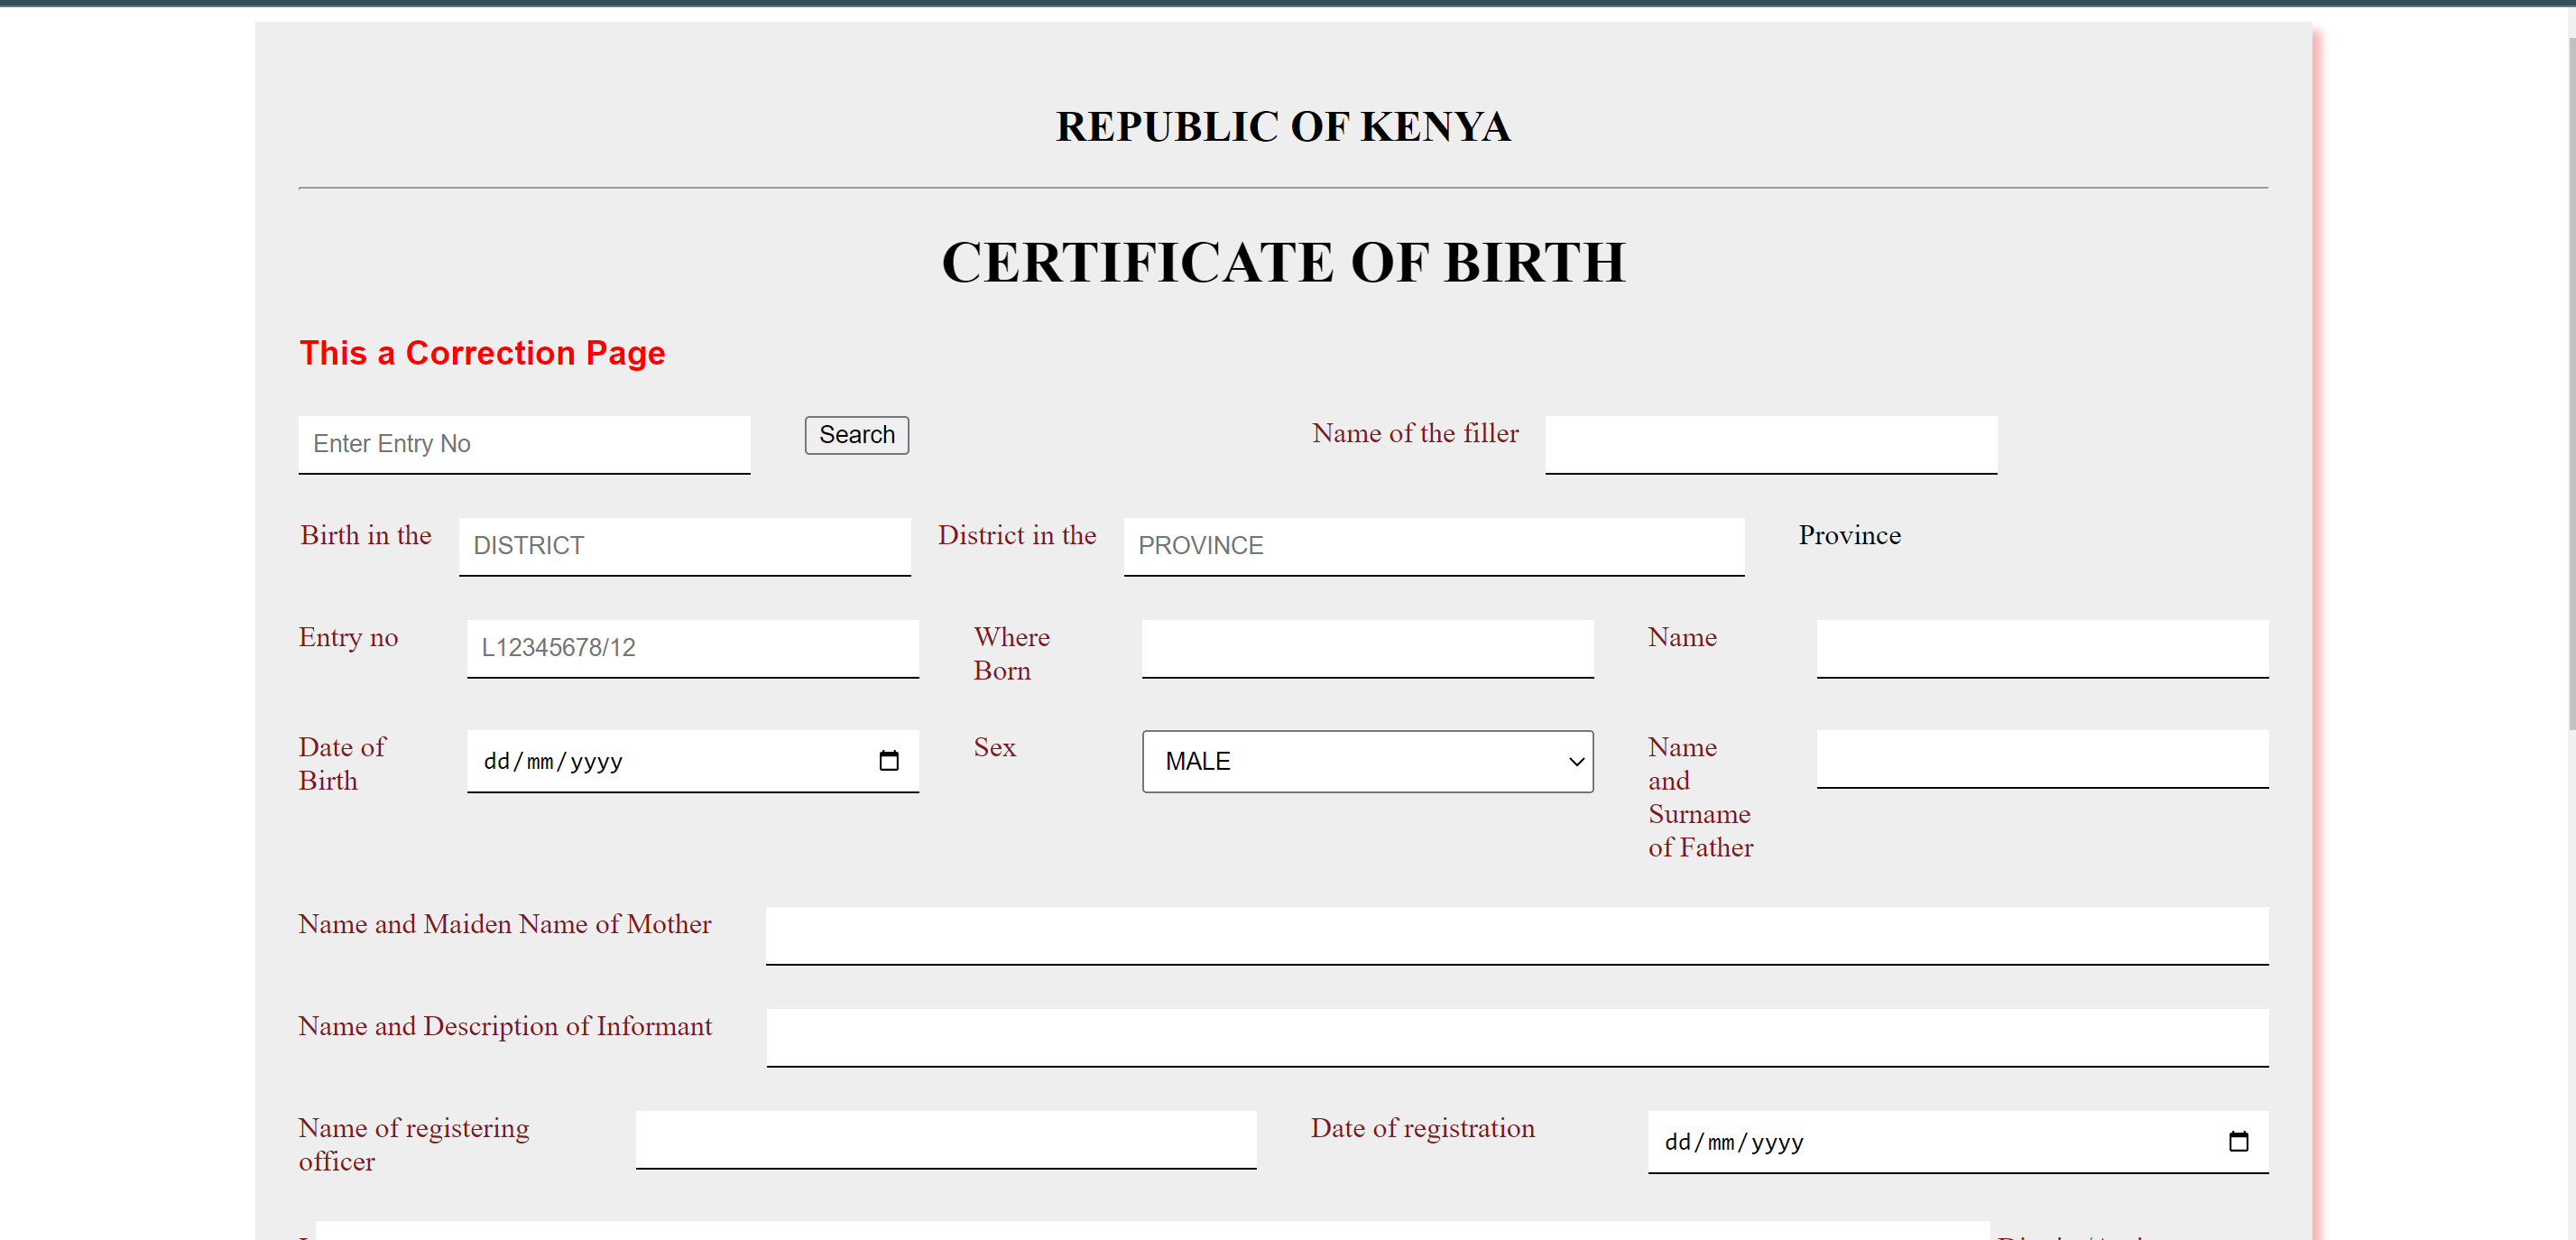 REPUBLIC OF KENYA
CERTIFICATE OF BIRTH
This a Correction Page
Enter Entry No Search Name of the filler
Birth in the DISTRICT District in the PROVINCE Province
Entry no L12345678/12 Where Born Name
Date of Birth dd/mm/yyyy Sex MALE Name and Surname of Father
Name and Maiden Name of Mother
Name and Description of Informant
Name of registering officer Date of registration dd/mm/yyyy